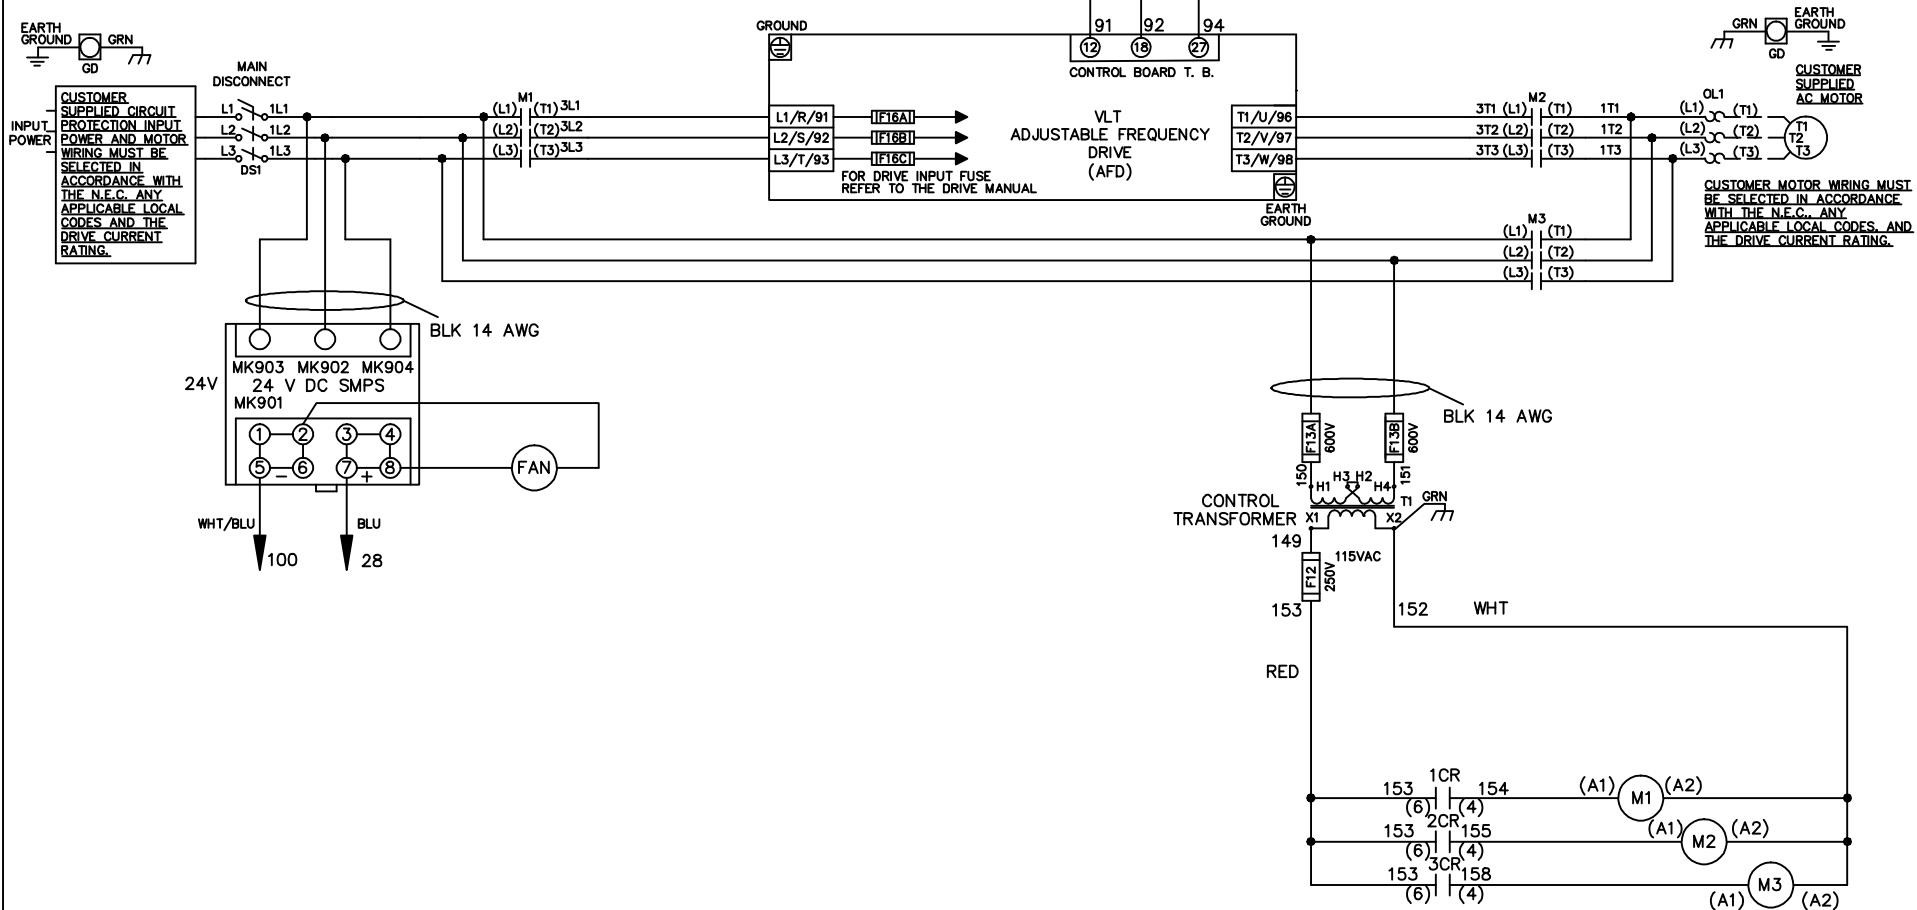 EARTH
GROUND
GRN
GD
MAIN
DISCONNECT
INPUT
POWER
CUSTOMER
SUPPLIED CIRCUIT
PROTECTION INPUT
POWER AND MOTOR
WIRING MUST BE
SELECTED IN
ACCORDANCE WITH
THE N.E.C. ANY
APPLICABLE LOCAL
CODES AND THE
DRIVE CURRENT
RATING.
L1 1L1
L2 1L2
L3 1L3
DS1
M1
(L1) (T1) 3L1
(L2) (T2) 3L2
(L3) (T3) 3L3
GROUND
91 92 94
12 18 27
CONTROL BOARD T. B.
L1/R/91 F16A
L2/S/92 F16B
L3/T/93 F16C
FOR DRIVE INPUT FUSE
REFER TO THE DRIVE MANUAL
VLT
ADJUSTABLE FREQUENCY
DRIVE
(AFD)
T1/U/96
T2/V/97
T3/W/98
EARTH
GROUND
M2
3T1 (L1) (T1) 1T1
3T2 (L2) (T2) 1T2
3T3 (L3) (T3) 1T3
M3
(L1) (T1)
(L2) (T2)
(L3) (T3)
GRN
EARTH
GROUND
GD
CUSTOMER
SUPPLIED
AC MOTOR
OL1
(L1) (T1)
(L2) (T2)
(L3) (T3)
T1
T2
T3
CUSTOMER MOTOR WIRING MUST
BE SELECTED IN ACCORDANCE
WITH THE N.E.C., ANY
APPLICABLE LOCAL CODES, AND
THE DRIVE CURRENT RATING.
BLK 14 AWG
MK903 MK902 MK904
24V
24 V DC SMPS
MK901
1 2 3 4
5 - 6 7 + 8
FAN
WHT/BLU
BLU
100
28
BLK 14 AWG
F13A
600V
F13B
600V
150
151
H1 H3 H2 H4
T1
GRN
CONTROL
TRANSFORMER
X1 X2
149
115VAC
F12
250V
153
152
WHT
RED
1CR
153 154
(6) (4)
(A1) M1 (A2)
2CR
153 155
(6) (4)
(A1) M2 (A2)
3CR
153 158
(6) (4)
(A1) M3 (A2)